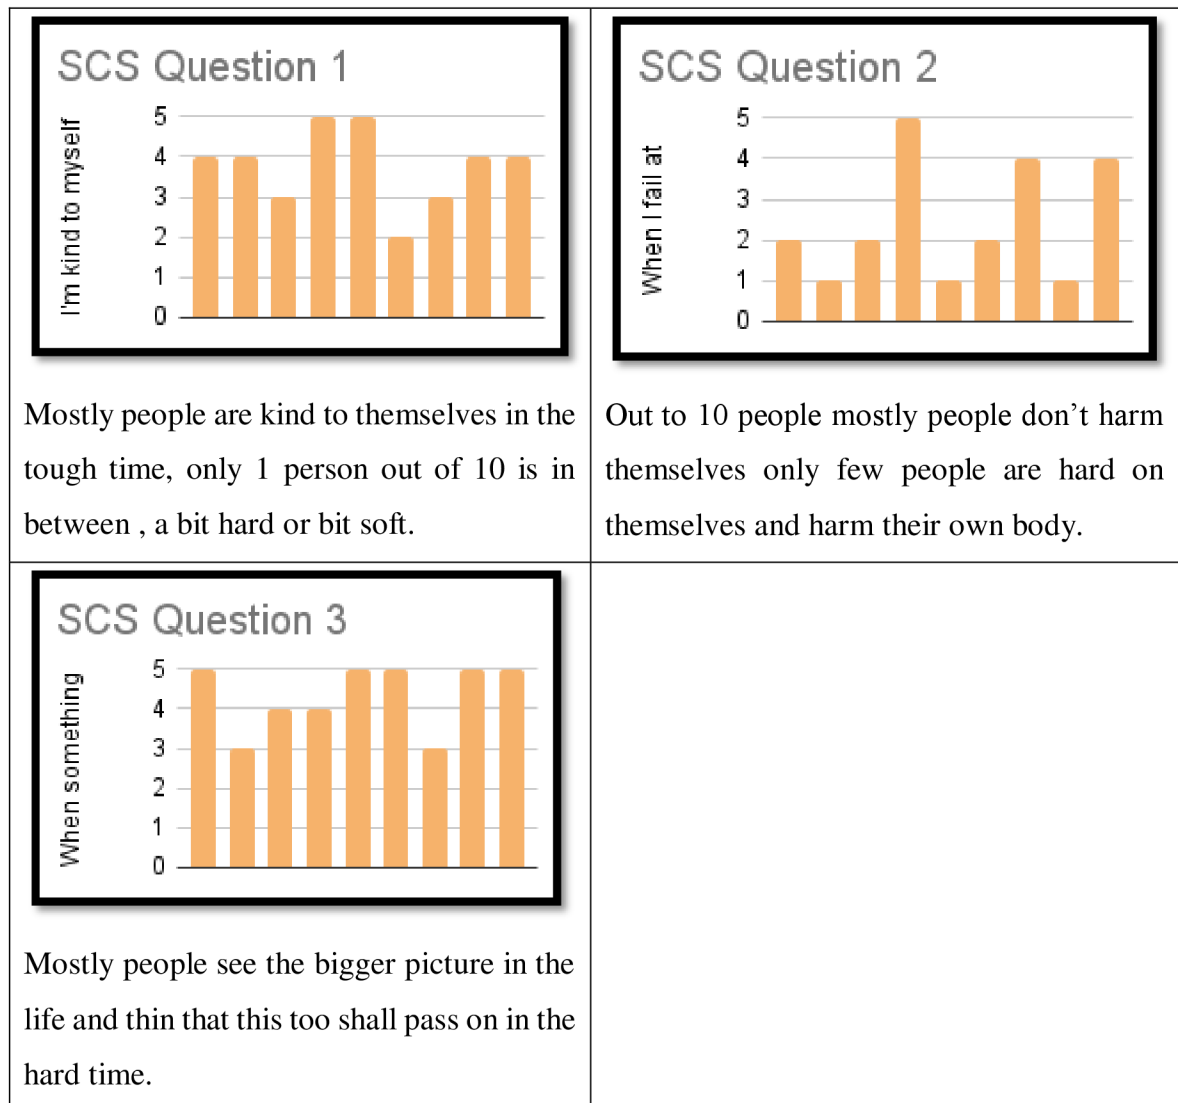 SCS Question 1
I'm kind to myself
5
4
3
2
1
0
Mostly people are kind to themselves in the
tough time, only 1 person out of 10 is in
between , a bit hard or bit soft.
SCS Question 2
When I fail at
5
4
3
2
1
0
Out to 10 people mostly people don’t harm
themselves only few people are hard on
themselves and harm their own body.
SCS Question 3
When something
5
4
3
2
1
0
Mostly people see the bigger picture in the
life and thin that this too shall pass on in the
hard time.